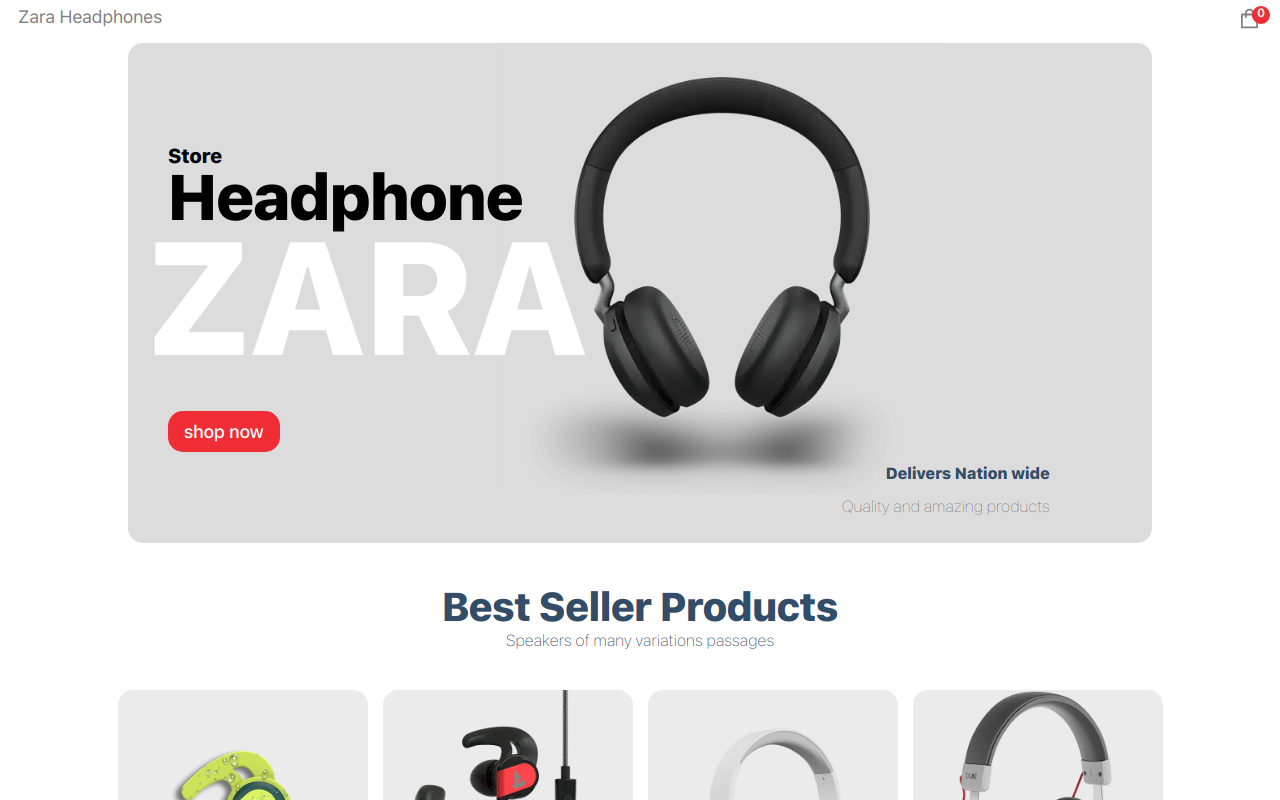 Zara Headphones
0
Store
Headphone
ZARA
shop now
Delivers Nation wide
Quality and amazing products
Best Seller Products
Speakers of many variations passages